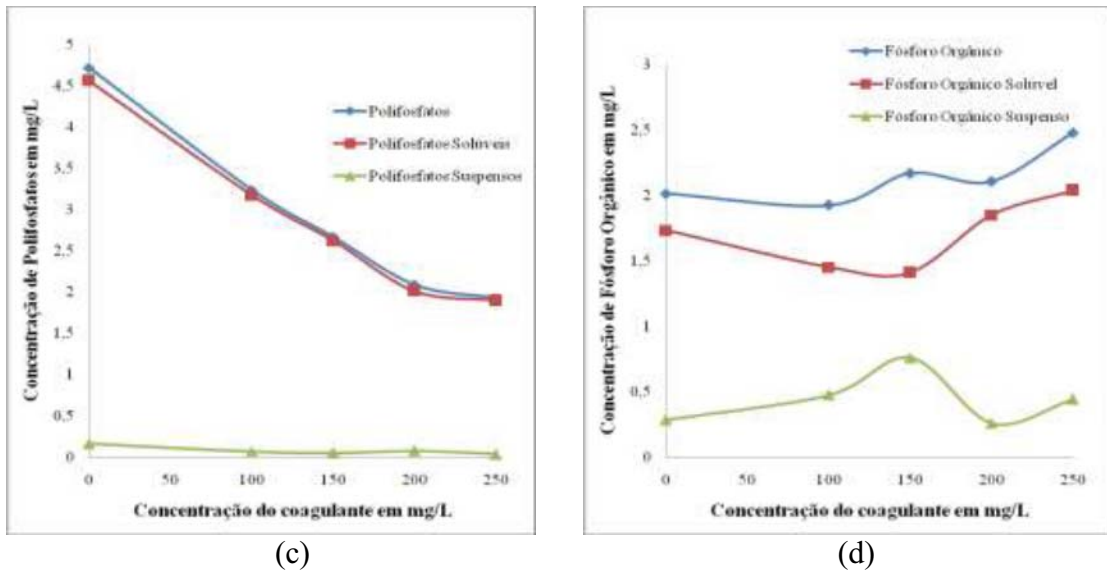 5
4,5
4
3,5
3
2,5
2
1,5
1
0,5
0
0
50
100
150
200
250
Concentração de Polifosfatos em mg/L
Concentração do coagulante em mg/L
Polifosfatos
Polifosfatos Solúveis
Polifosfatos Suspensos
(c)
3
2,5
2
1,5
1
0,5
0
0
50
100
150
200
250
Concentração de Fósforo Orgânico em mg/L
Concentração do coagulante em mg/L
Fósforo Orgânico
Fósforo Orgânico Solúvel
Fósforo Orgânico Suspenso
(d)